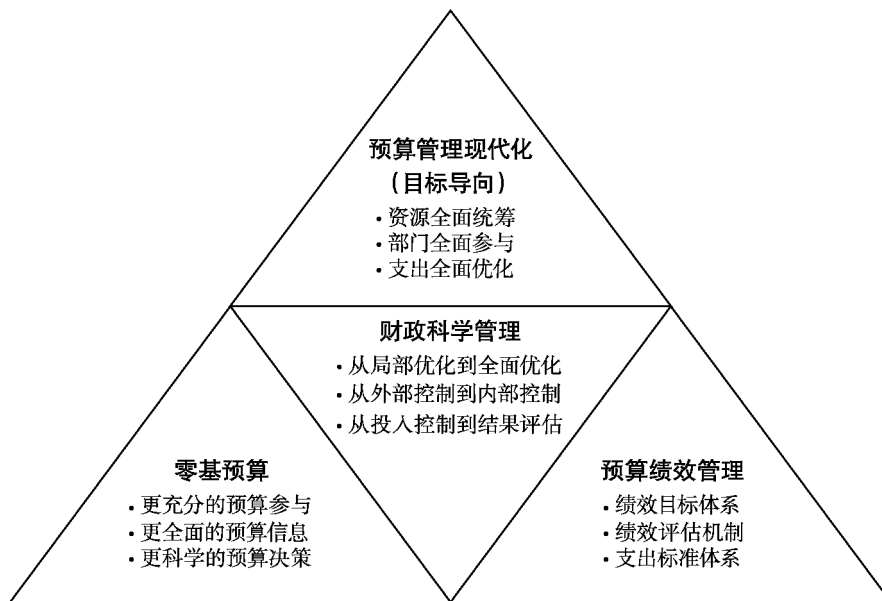 预算管理现代化
（目标导向）
• 资源全面统筹
• 部门全面参与
• 支出全面优化
财政科学管理
• 从局部优化到全面优化
• 从外部控制到内部控制
• 从投入控制到结果评估
零基预算
• 更充分的预算参与
• 更全面的预算信息
• 更科学的预算决策
预算绩效管理
• 绩效目标体系
• 绩效评估机制
• 支出标准体系